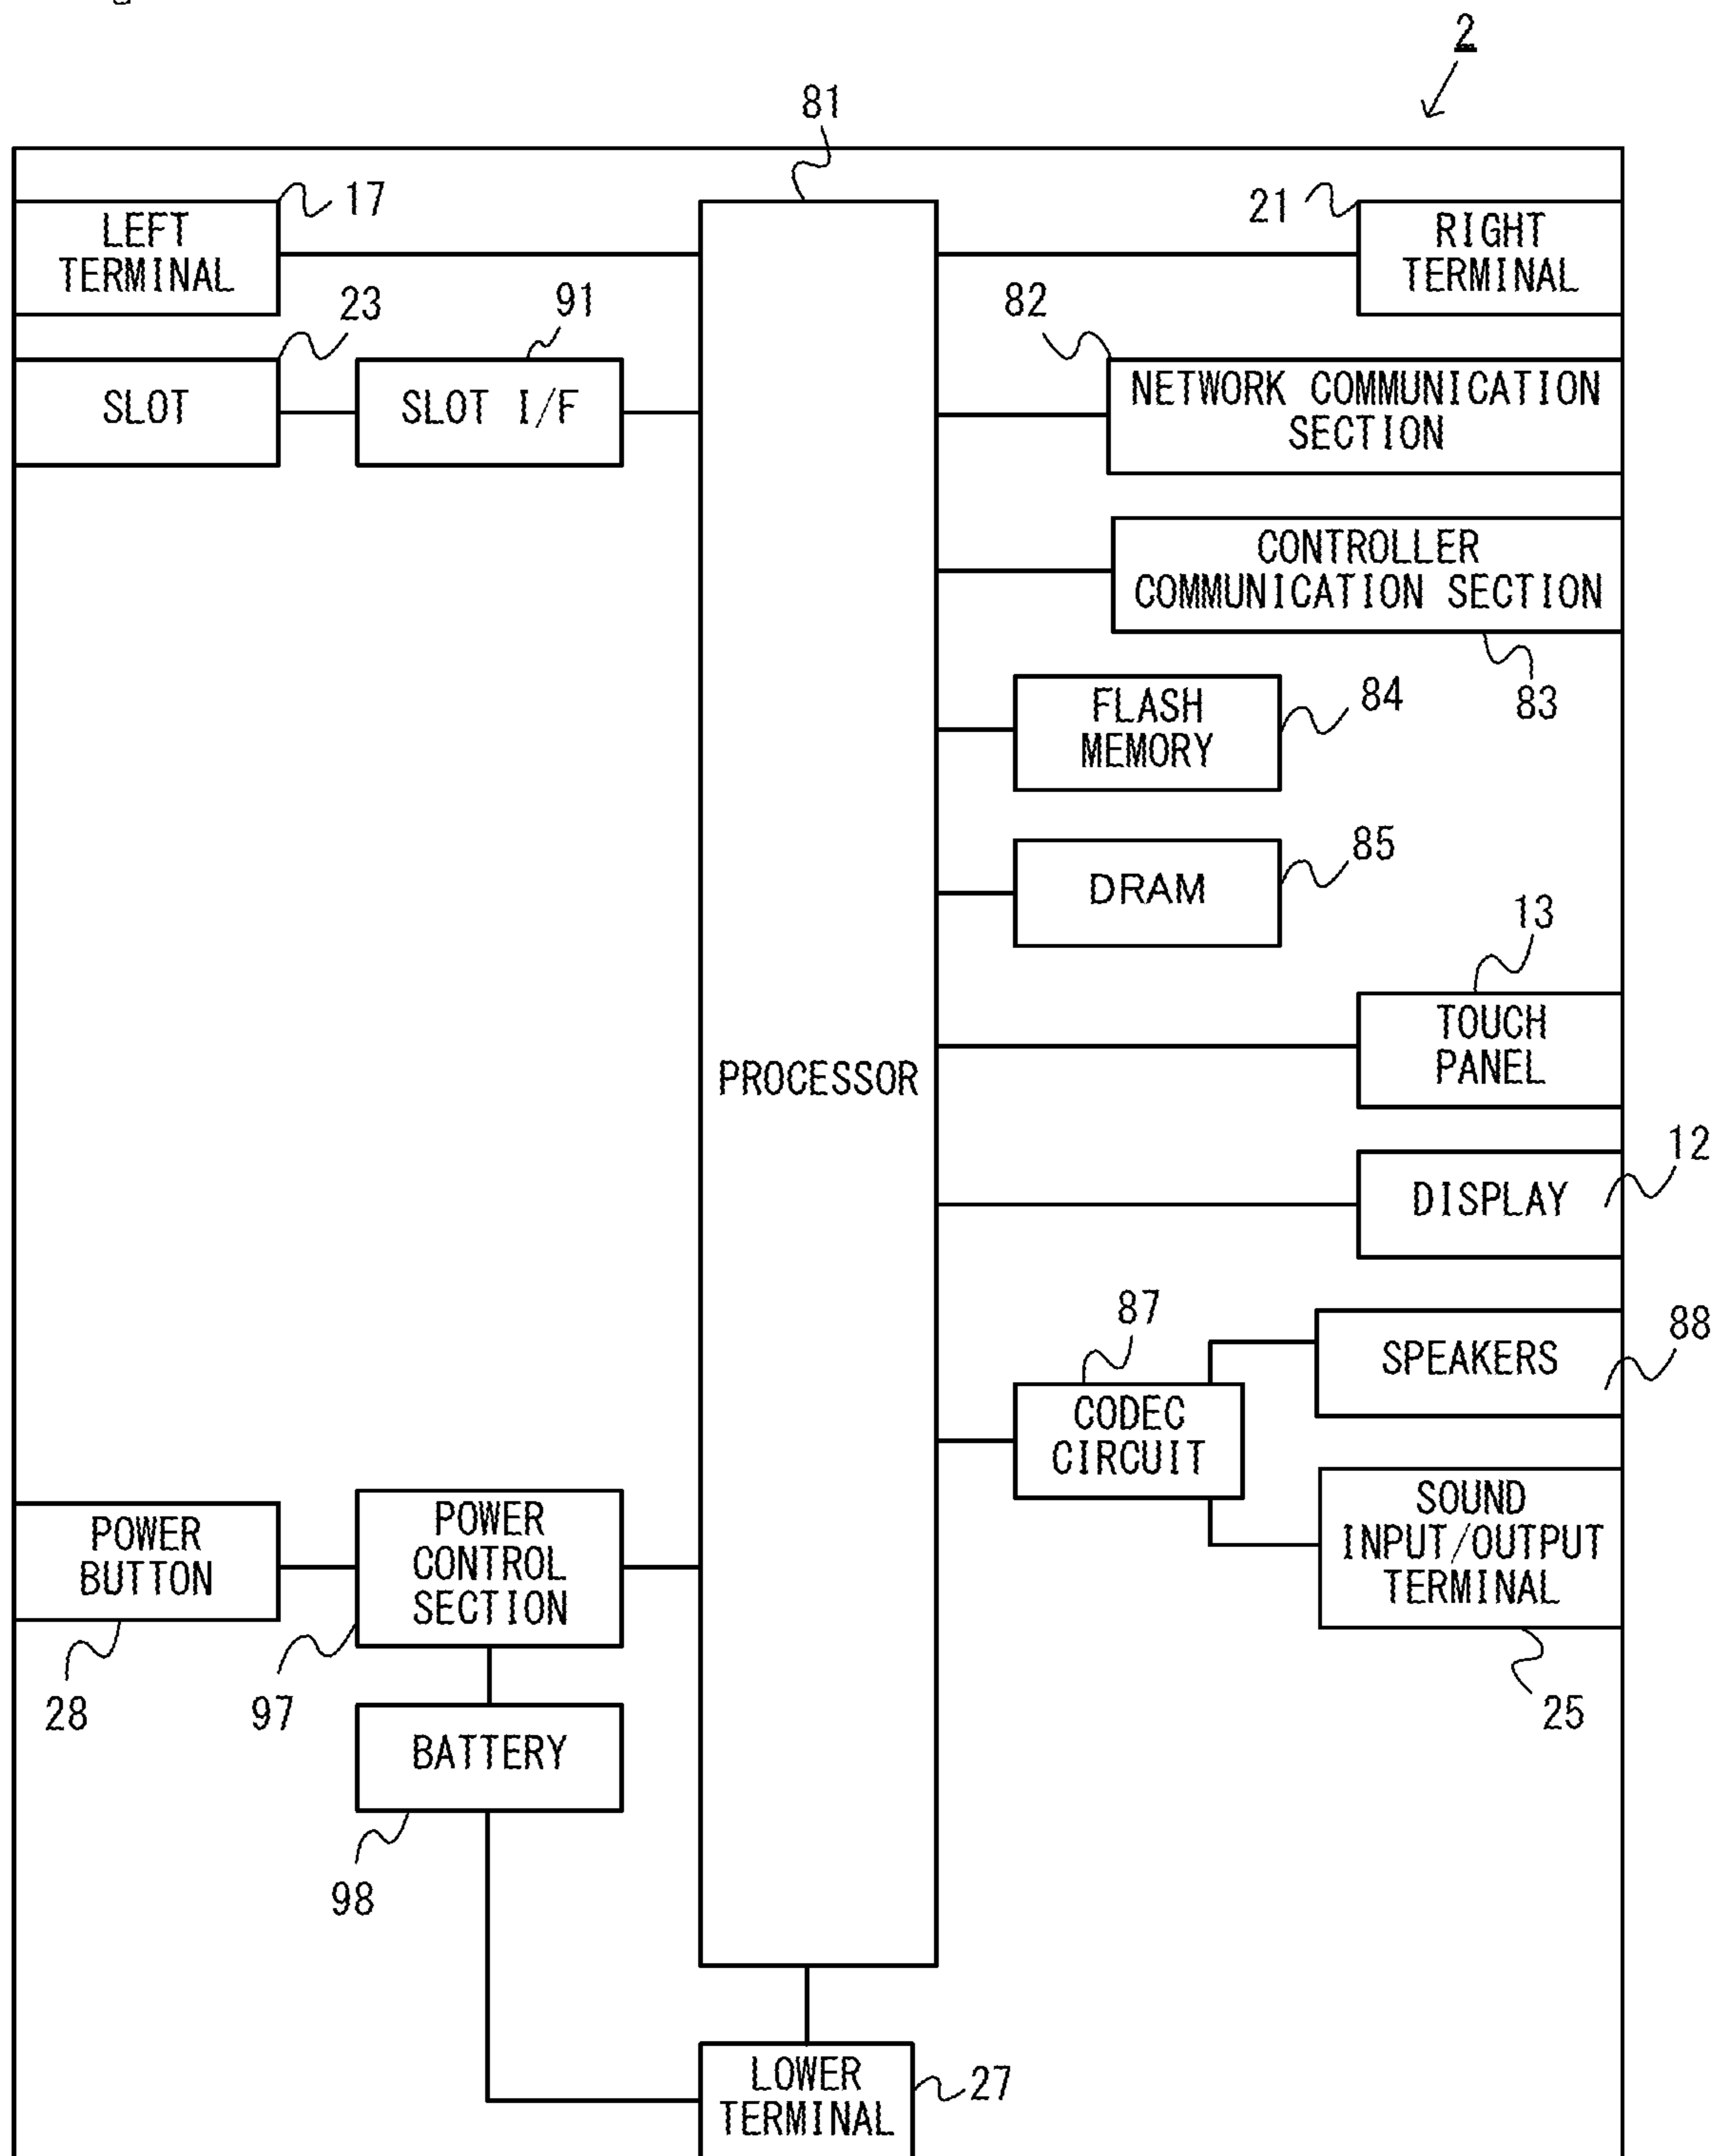 2
81
17
LEFT
TERMINAL
21
RIGHT
TERMINAL
23
91
SLOT
SLOT I/F
82
NETWORK COMMUNICATION
SECTION
CONTROLLER
COMMUNICATION SECTION
83
FLASH
MEMORY
84
DRAM
85
13
TOUCH
PANEL
PROCESSOR
DISPLAY
12
87
CODEC
CIRCUIT
SPEAKERS
88
SOUND
INPUT/OUTPUT
TERMINAL
25
POWER
BUTTON
28
POWER
CONTROL
SECTION
97
BATTERY
98
LOWER
TERMINAL
27